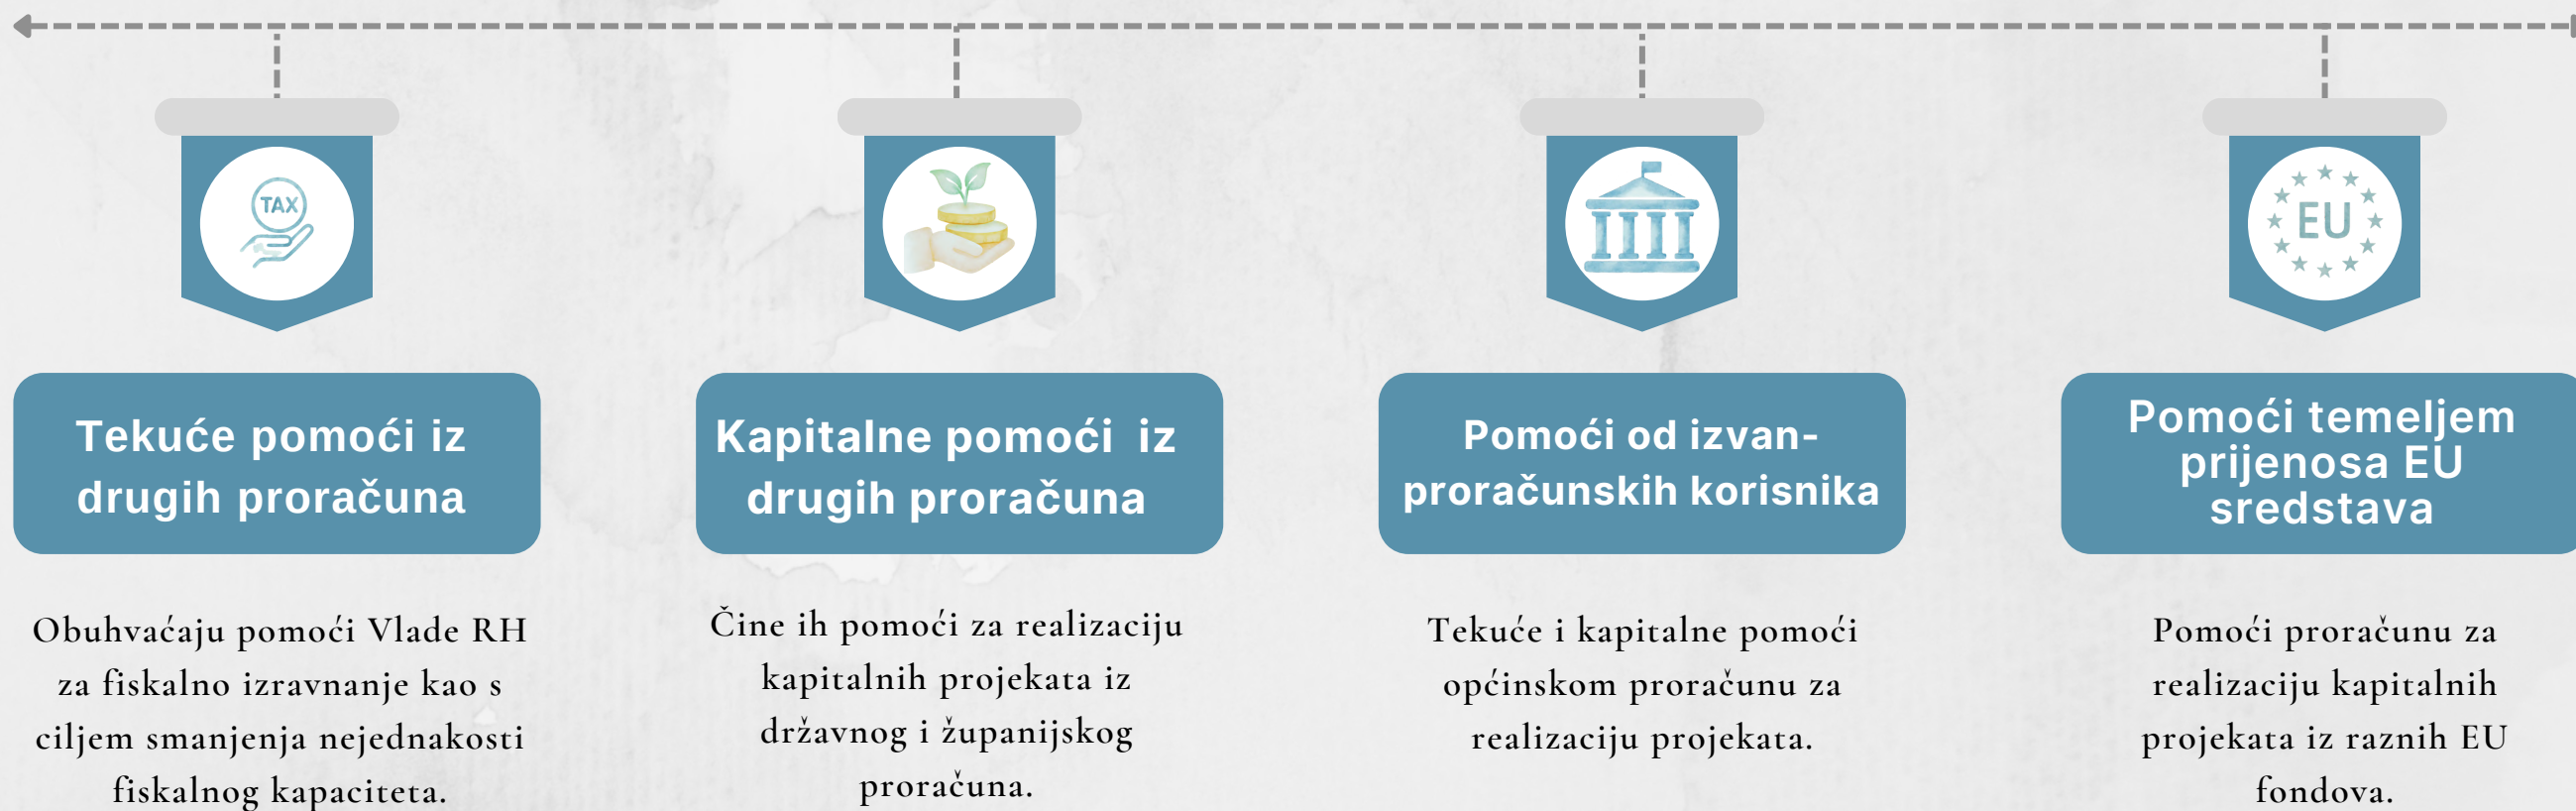 TAX
Tekuće pomoći iz
drugih proračuna
Obuhvaćaju pomoći Vlade RH
za fiskalno izravnanje kao s
ciljem smanjenja nejednakosti
fiskalnog kapaciteta.
Kapitalne pomoći  iz
drugih proračuna
Čine ih pomoći za realizaciju
kapitalnih projekata iz
državnog i županijskog
proračuna.
Pomoći od izvan-
proračunskih korisnika
Tekuće i kapitalne pomoći
općinskom proračunu za
realizaciju projekata.
EU
Pomoći temeljem
prijenosa EU
sredstava
Pomoći proračunu za
realizaciju kapitalnih
projekata iz raznih EU
fondova.